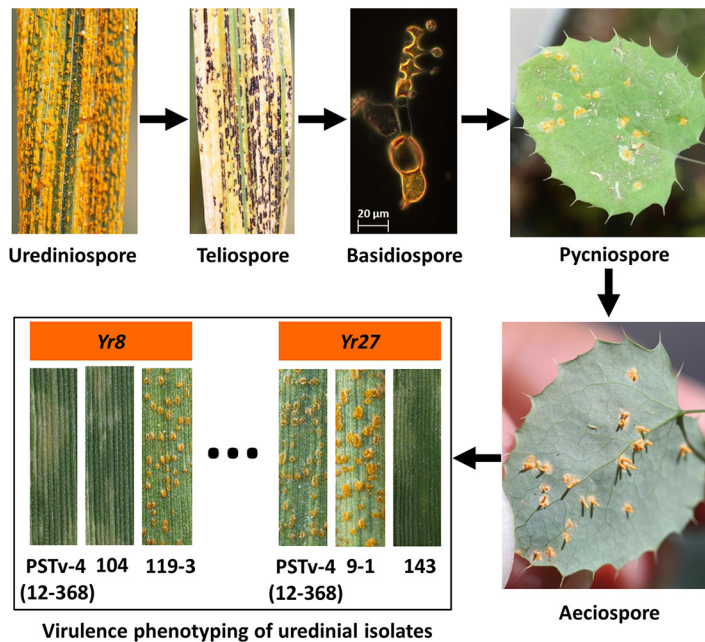 20 µm
Urediniospore
Teliospore
Basidiospore
Pycniospore
Yr8
Yr27
PSTv-4 104 119-3
(12-368)
PSTv-4 9-1 143
(12-368)
Aeciospore
Virulence phenotyping of uredinial isolates